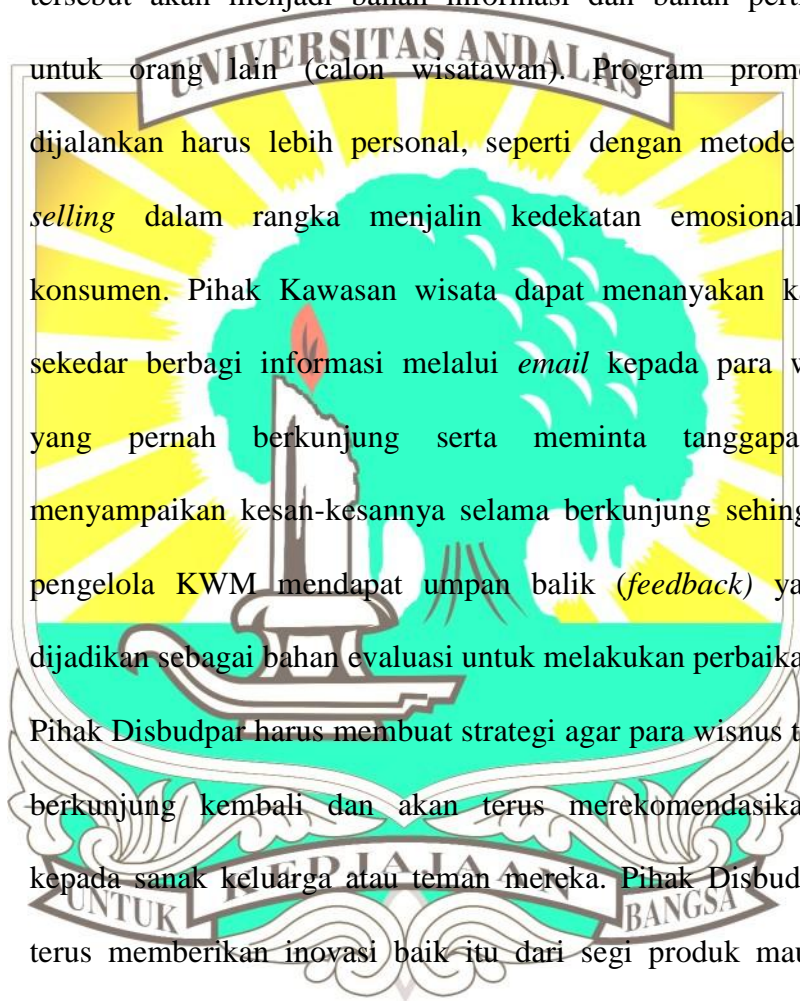 tersebut akan menjadi bahan informasi dan bahan perti
UNIVERSITAS ANDALAS
untuk orang lain (calon wisatawan). Program prom
dijalankan harus lebih personal, seperti dengan metode
selling dalam rangka menjalin kedekatan emosional
konsumen. Pihak Kawasan wisata dapat menanyakan k
sekedar berbagi informasi melalui email kepada para w
yang pernah berkunjung serta meminta tanggapa
menyampaikan kesan-kesannya selama berkunjung sehing
pengelola KWM mendapat umpan balik (feedback) ya
dijadikan sebagai bahan evaluasi untuk melakukan perbaika
Pihak Disbudpar harus membuat strategi agar para wisnus t
berkunjung kembali dan akan terus merekomendasika
kepada sanak keluarga atau teman mereka. Pihak Disbud
UNTUK KEDJAJAAN BANGSA
terus memberikan inovasi baik itu dari segi produk mau